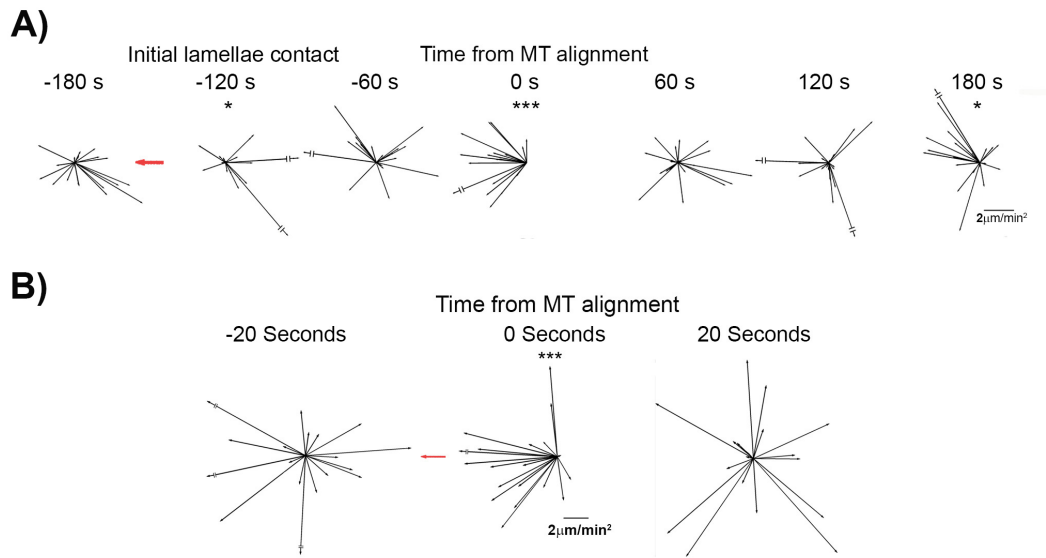 A)
Initial lamellae contact Time from MT alignment
-180 s -120 s -60 s 0 s 60 s 120 s 180 s
* *** *
2μm/min²
B)
Time from MT alignment
-20 Seconds 0 Seconds 20 Seconds
***
2μm/min²